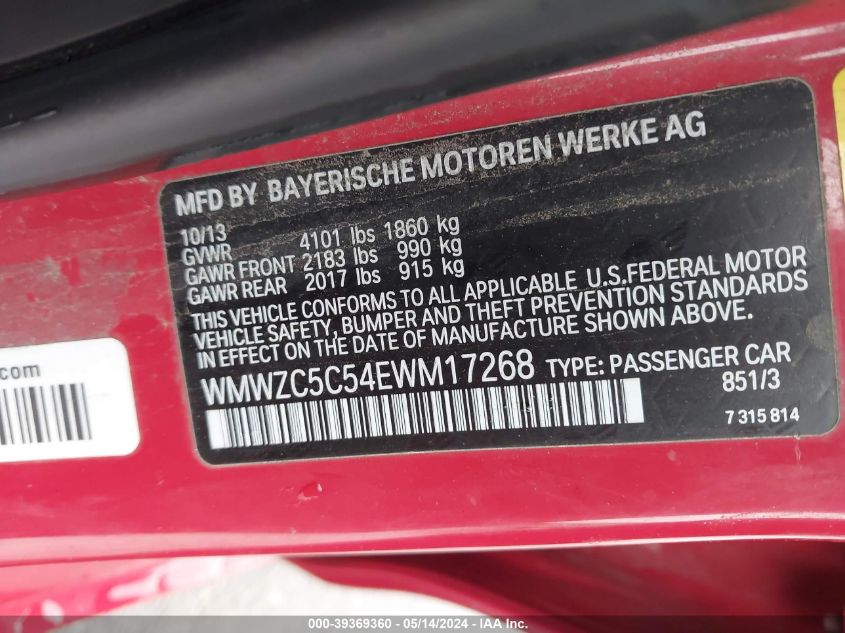 MFD BY BAYERISCHE MOTOREN WERKE AG
10/13
GVWR 4101 lbs 1860 kg
GAWR FRONT 2183 lbs 990 kg
GAWR REAR 2017 lbs 915 kg
THIS VEHICLE CONFORMS TO ALL APPLICABLE U.S.FEDERAL MOTOR
VEHICLE SAFETY, BUMPER AND THEFT PREVENTION STANDARDS
IN EFFECT ON THE DATE OF MANUFACTURE SHOWN ABOVE.
WMWZC5C54EWM17268 TYPE: PASSENGER CAR
851/3
7 315 814
.com
000-39369360 / 05/14/2024 - IAA, Inc.